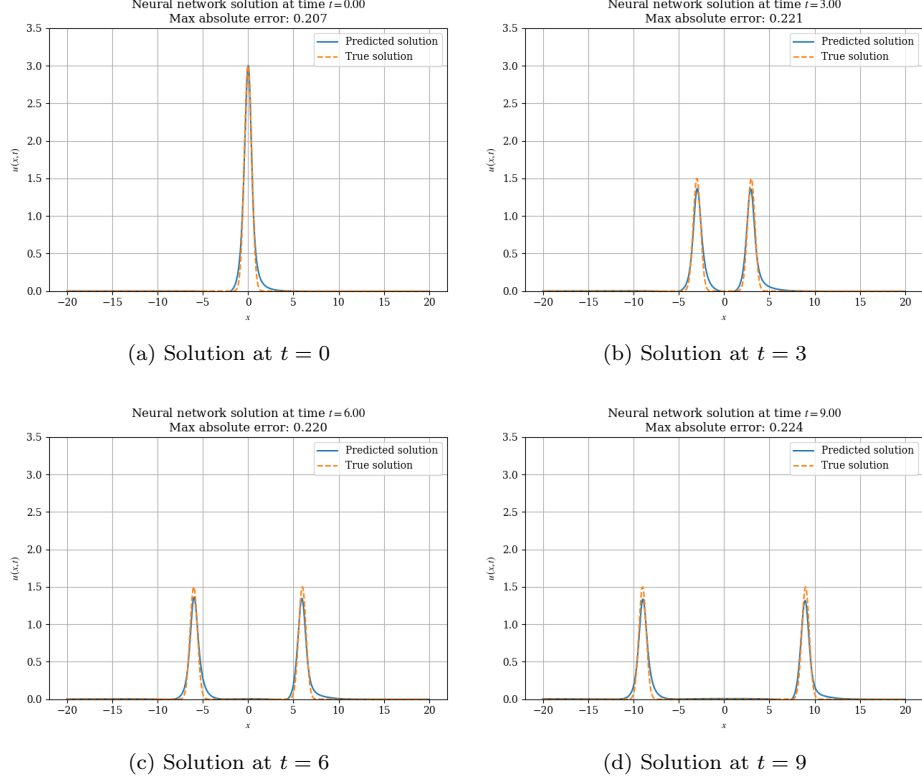 Neural network solution at time t=0.00
Max absolute error: 0.207
3.5
3.0
2.5
2.0
1.5
1.0
0.5
0.0
u(x,t)
Predicted solution
True solution
−20 −15 −10 −5 0 5 10 15 20
x
(a) Solution at t = 0
Neural network solution at time t=3.00
Max absolute error: 0.221
3.5
3.0
2.5
2.0
1.5
1.0
0.5
0.0
u(x,t)
Predicted solution
True solution
−20 −15 −10 −5 0 5 10 15 20
x
(b) Solution at t = 3
Neural network solution at time t=6.00
Max absolute error: 0.220
3.5
3.0
2.5
2.0
1.5
1.0
0.5
0.0
u(x,t)
Predicted solution
True solution
−20 −15 −10 −5 0 5 10 15 20
x
(c) Solution at t = 6
Neural network solution at time t=9.00
Max absolute error: 0.224
3.5
3.0
2.5
2.0
1.5
1.0
0.5
0.0
u(x,t)
Predicted solution
True solution
−20 −15 −10 −5 0 5 10 15 20
x
(d) Solution at t = 9